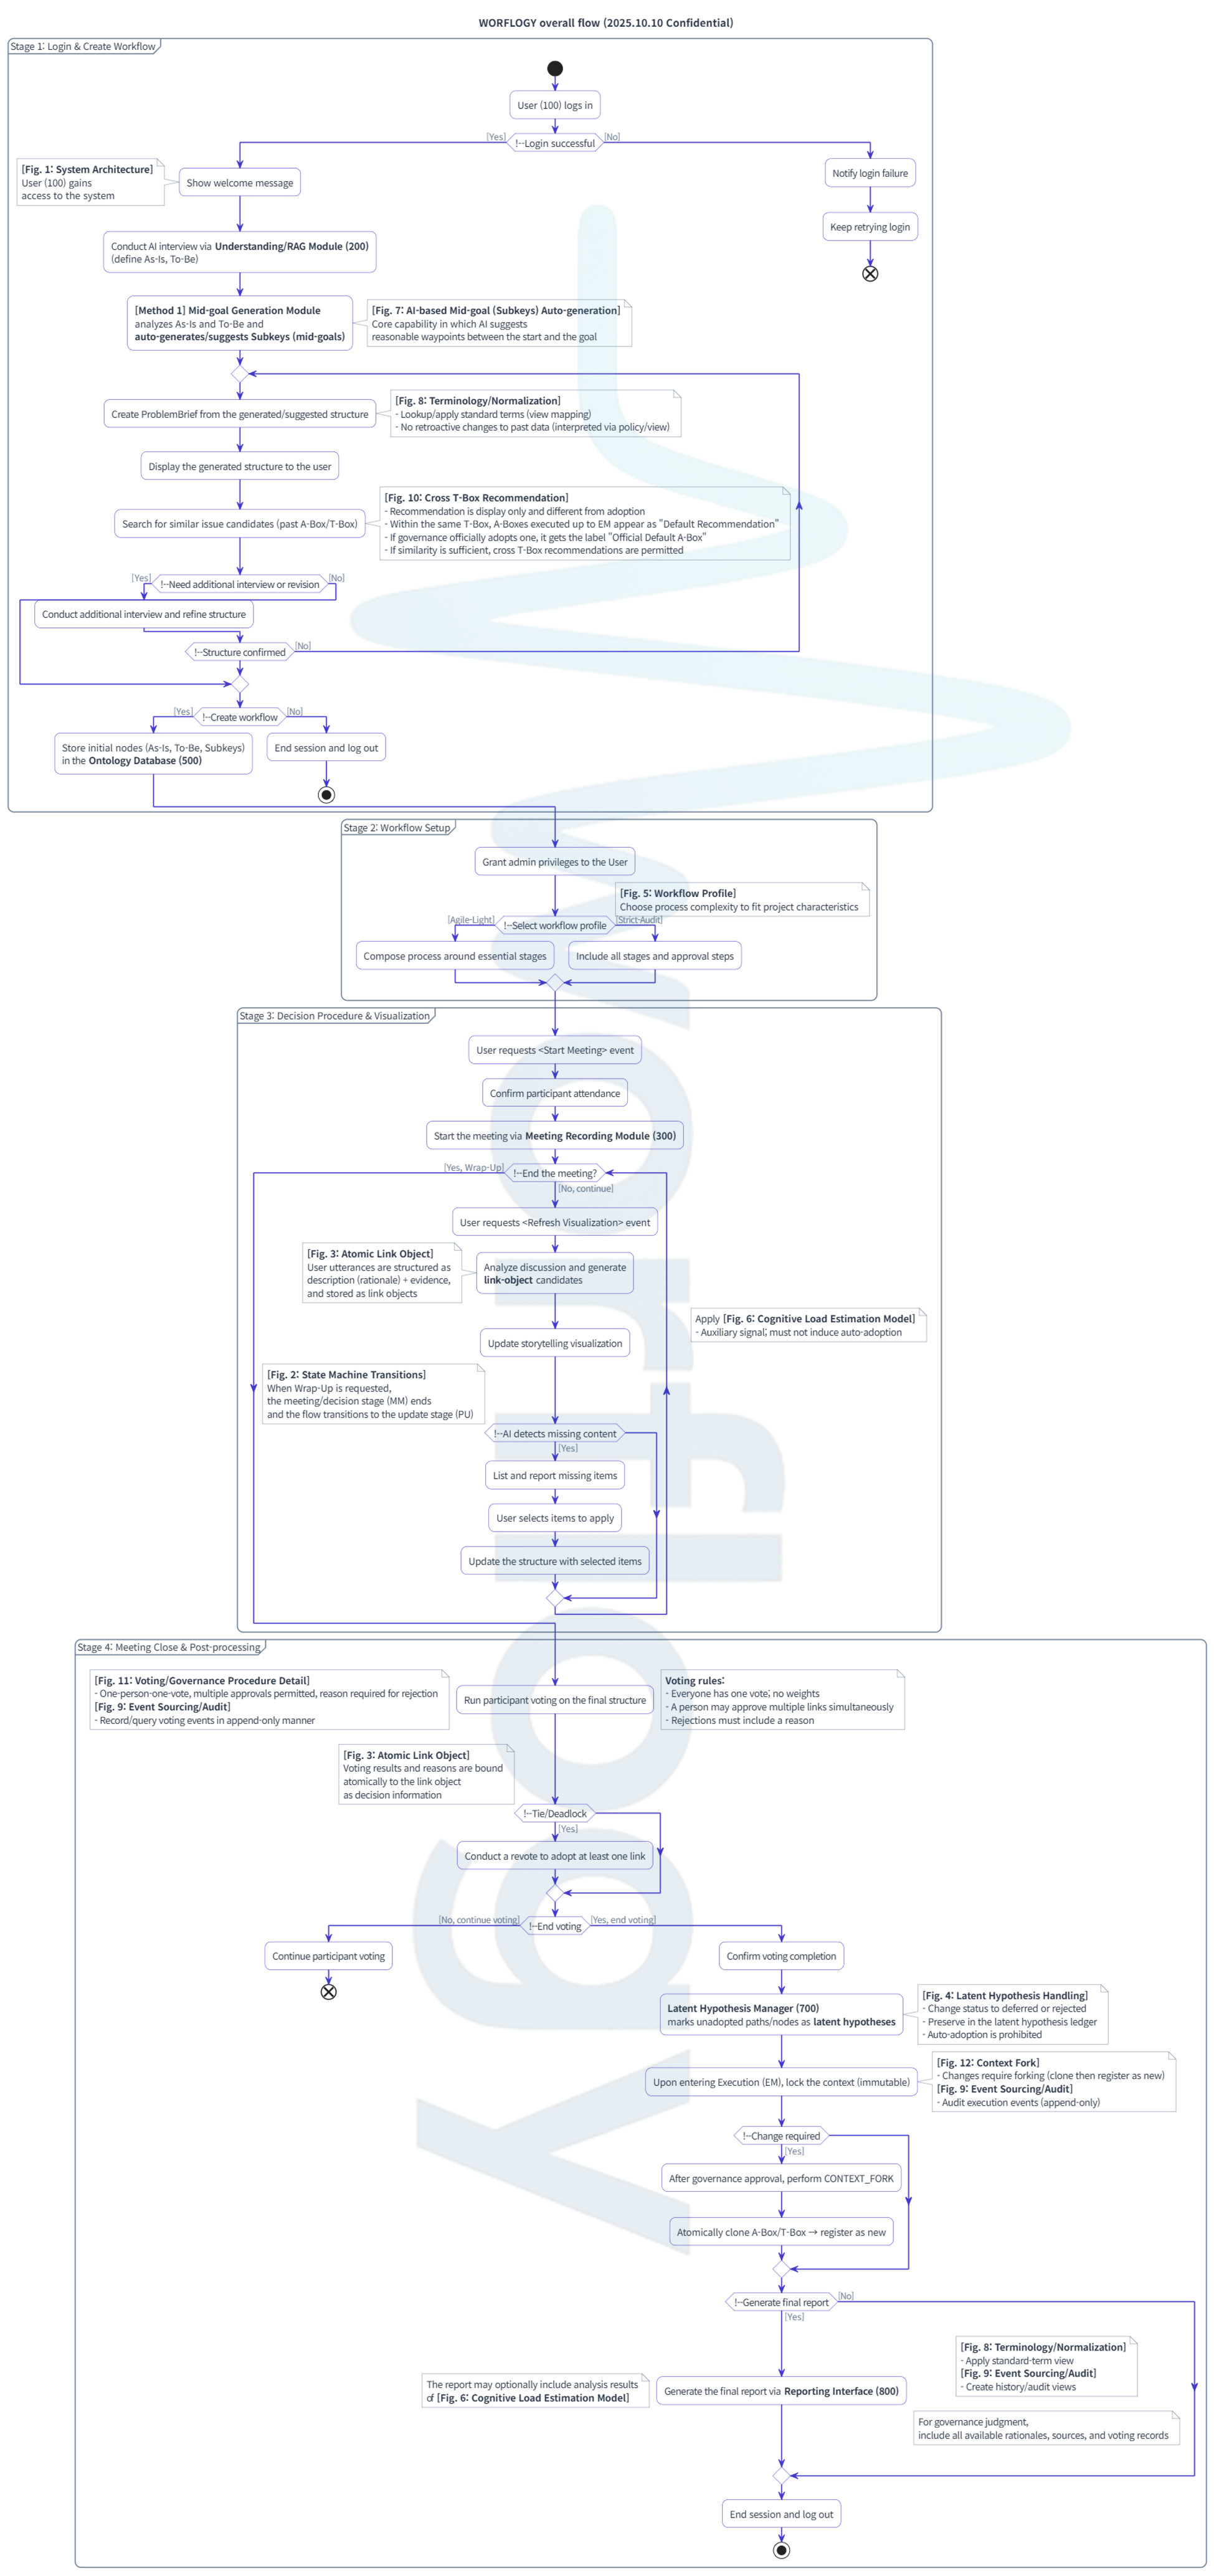 WORFLOGY overall flow (2025.10.10 Confidential)
Stage 1: Login & Create Workflow
User (100) logs in
[Yes]
!--Login successful
[No]
[Fig. 1: System Architecture]
User (100) gains
access to the system
Show welcome message
Notify login failure
Keep retrying login
Conduct AI interview via Understanding/RAG Module (200)
(define As-Is, To-Be)
[Method 1] Mid-goal Generation Module
analyzes As-Is and To-Be and
auto-generates/suggests Subkeys (mid-goals)
[Fig. 7: AI-based Mid-goal (Subkeys) Auto-generation]
Core capability in which AI suggests
reasonable waypoints between the start and the goal
Create ProblemBrief from the generated/suggested structure
[Fig. 8: Terminology/Normalization]
- Lookup/apply standard terms (view mapping)
- No retroactive changes to past data (interpreted via policy/view)
Display the generated structure to the user
Search for similar issue candidates (past A-Box/T-Box)
[Fig. 10: Cross T-Box Recommendation]
- Recommendation is display only and different from adoption
- Within the same T-Box, A-Boxes executed up to EM appear as "Default Recommendation"
- If governance officially adopts one, it gets the label "Official Default A-Box"
- If similarity is sufficient, cross T-Box recommendations are permitted
[Yes]
!--Need additional interview or revision
[No]
Conduct additional interview and refine structure
!--Structure confirmed
[No]
[Yes]
!--Create workflow
[No]
Store initial nodes (As-Is, To-Be, Subkeys)
in the Ontology Database (500)
End session and log out
Stage 2: Workflow Setup
Grant admin privileges to the User
[Fig. 5: Workflow Profile]
Choose process complexity to fit project characteristics
[Agile-Light]
!--Select workflow profile
[Strict-Audit]
Compose process around essential stages
Include all stages and approval steps
Stage 3: Decision Procedure & Visualization
User requests <Start Meeting> event
Confirm participant attendance
Start the meeting via Meeting Recording Module (300)
[Yes, Wrap-Up]
!--End the meeting?
[No, continue]
User requests <Refresh Visualization> event
[Fig. 3: Atomic Link Object]
User utterances are structured as
description (rationale) + evidence,
and stored as link objects
Analyze discussion and generate
link-object candidates
Apply [Fig. 6: Cognitive Load Estimation Model]
- Auxiliary signal; must not induce auto-adoption
Update storytelling visualization
[Fig. 2: State Machine Transitions]
When Wrap-Up is requested,
the meeting/decision stage (MM) ends
and the flow transitions to the update stage (PU)
!--AI detects missing content
[Yes]
List and report missing items
User selects items to apply
Update the structure with selected items
Stage 4: Meeting Close & Post-processing
[Fig. 11: Voting/Governance Procedure Detail]
- One-person-one-vote, multiple approvals permitted, reason required for rejection
[Fig. 9: Event Sourcing/Audit]
- Record/query voting events in append-only manner
Run participant voting on the final structure
Voting rules:
- Everyone has one vote; no weights
- A person may approve multiple links simultaneously
- Rejections must include a reason
[Fig. 3: Atomic Link Object]
Voting results and reasons are bound
atomically to the link object
as decision information
!--Tie/Deadlock
[Yes]
Conduct a revote to adopt at least one link
[No, continue voting]
!--End voting
[Yes, end voting]
Continue participant voting
Confirm voting completion
Latent Hypothesis Manager (700)
marks unadopted paths/nodes as latent hypotheses
[Fig. 4: Latent Hypothesis Handling]
- Change status to deferred or rejected
- Preserve in the latent hypothesis ledger
- Auto-adoption is prohibited
Upon entering Execution (EM), lock the context (immutable)
[Fig. 12: Context Fork]
- Changes require forking (clone then register as new)
[Fig. 9: Event Sourcing/Audit]
- Audit execution events (append-only)
!--Change required
[Yes]
After governance approval, perform CONTEXT_FORK
Atomically clone A-Box/T-Box → register as new
!--Generate final report
[No]
[Yes]
[Fig. 8: Terminology/Normalization]
- Apply standard-term view
[Fig. 9: Event Sourcing/Audit]
- Create history/audit views
The report may optionally include analysis results
of [Fig. 6: Cognitive Load Estimation Model]
Generate the final report via Reporting Interface (800)
For governance judgment,
include all available rationales, sources, and voting records
End session and log out
Worflogy